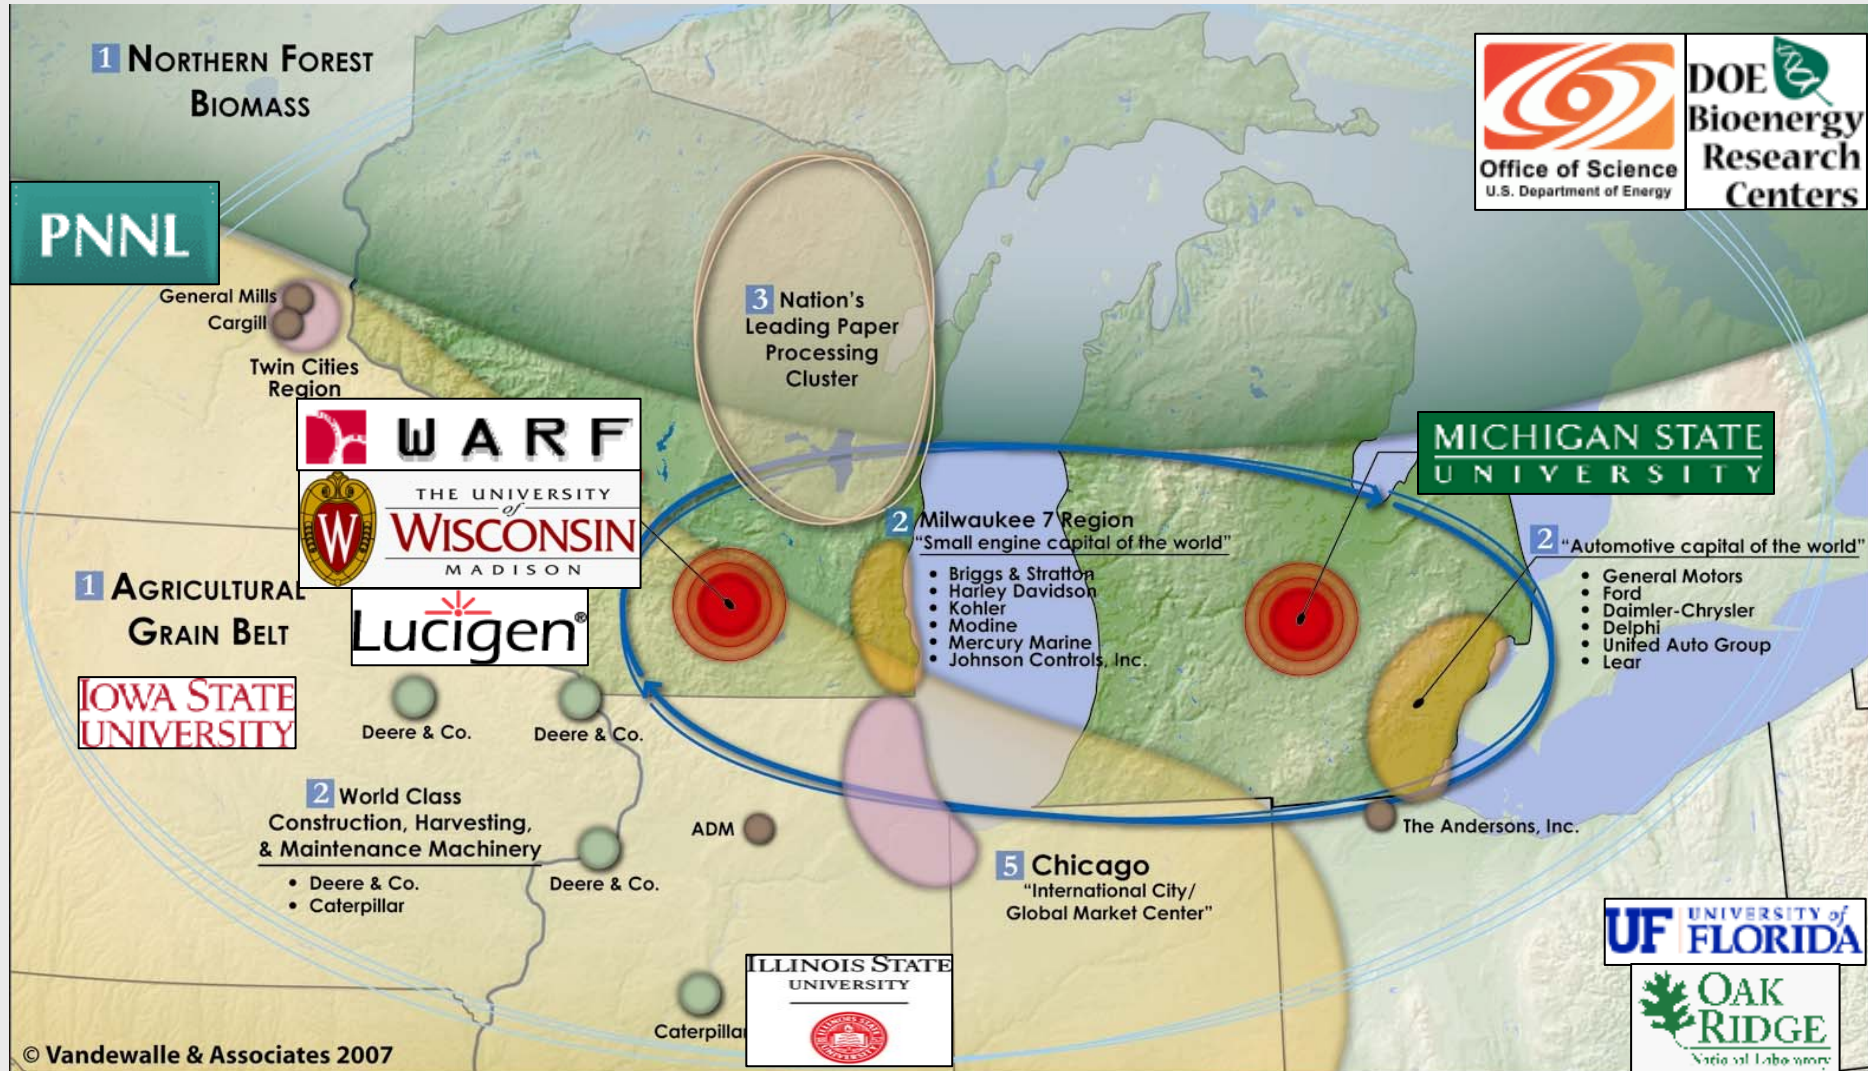 1 NORTHERN FOREST
BIOMASS
Office of Science
U.S. Department of Energy
DOE
Bioenergy
Research
Centers
PNNL
General Mills
Cargill
Twin Cities
Region
3 Nation's
Leading Paper
Processing
Cluster
WARF
THE UNIVERSITY
of
WISCONSIN
MADISON
W
Lucigen®
MICHIGAN STATE
UNIVERSITY
2 Milwaukee 7 Region
"Small engine capital of the world"
• Briggs & Stratton
• Harley Davidson
• Kohler
• Modine
• Mercury Marine
• Johnson Controls, Inc.
2 "Automotive capital of the world"
• General Motors
• Ford
• Daimler-Chrysler
• Delphi
• United Auto Group
• Lear
1 AGRICULTURAL
GRAIN BELT
IOWA STATE
UNIVERSITY
Deere & Co.
Deere & Co.
2 World Class
Construction, Harvesting,
& Maintenance Machinery
• Deere & Co.
• Caterpillar
Deere & Co.
ADM
The Andersons, Inc.
5 Chicago
"International City/
Global Market Center"
Caterpillar
ILLINOIS STATE
UNIVERSITY
UF UNIVERSITY of
FLORIDA
OAK
RIDGE
National Laboratory
© Vandewalle & Associates 2007